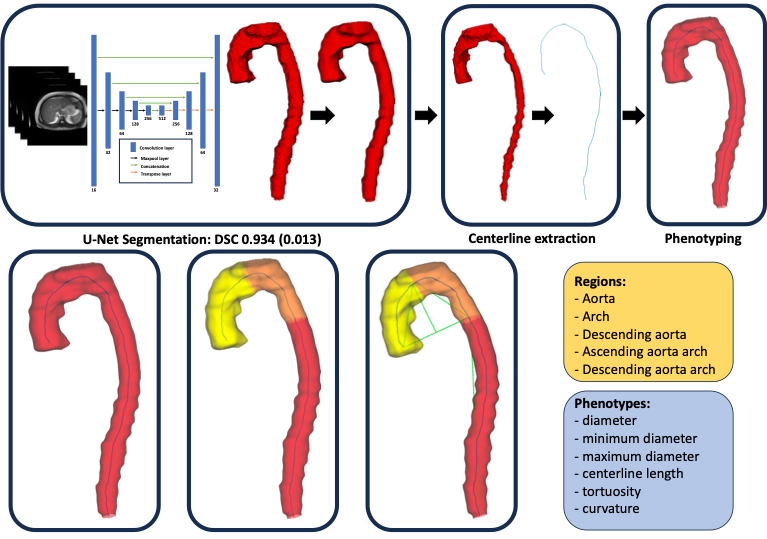 128
256
512
256
64
128
32
64
16
32
Convolution layer
Maxpool layer
Concatenation
Transpose layer
U-Net Segmentation: DSC 0.934 (0.013)
Centerline extraction
Phenotyping
Regions:
- Aorta
- Arch
- Descending aorta
- Ascending aorta arch
- Descending aorta arch
Phenotypes:
- diameter
- minimum diameter
- maximum diameter
- centerline length
- tortuosity
- curvature